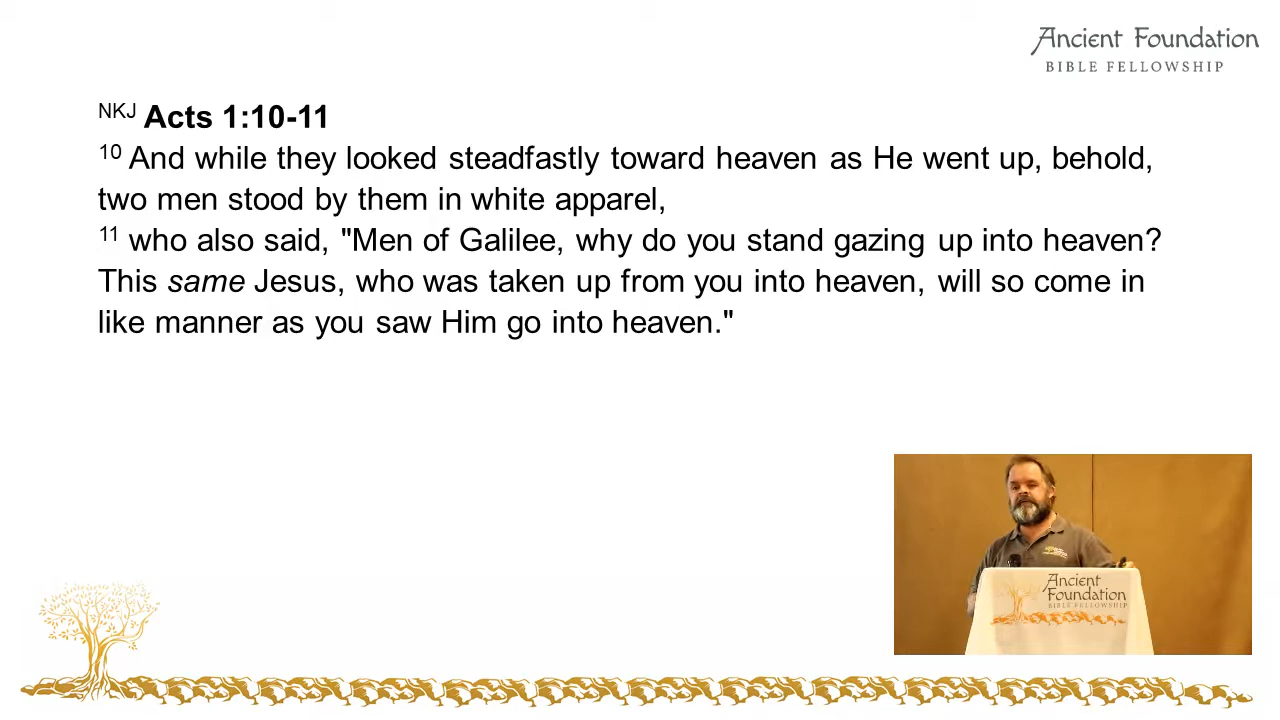 Ancient Foundation
BIBLE FELLOWSHIP
NKJ Acts 1:10-11
10 And while they looked steadfastly toward heaven as He went up, behold,
two men stood by them in white apparel,
11 who also said, "Men of Galilee, why do you stand gazing up into heaven?
This same Jesus, who was taken up from you into heaven, will so come in
like manner as you saw Him go into heaven."
Ancient
Foundation
BIBLE FELLOWSHIP